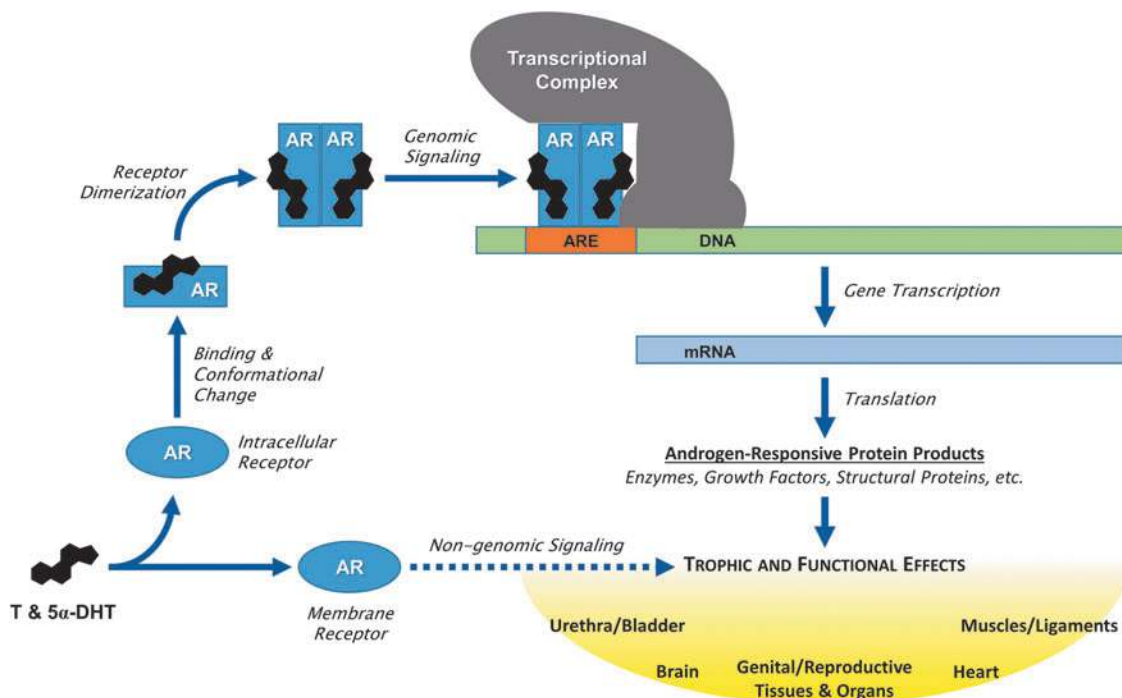 Transcriptional
Complex
AR AR
Genomic
Signaling
AR AR
Receptor
Dimerization
ARE
DNA
AR
Gene Transcription
mRNA
Binding &
Conformational
Change
Translation
AR
Intracellular
Receptor
Androgen-Responsive Protein Products
Enzymes, Growth Factors, Structural Proteins, etc.
Non-genomic Signaling
AR
TROPHIC AND FUNCTIONAL EFFECTS
T & 5α-DHT
Membrane
Receptor
Urethra/Bladder
Muscles/Ligaments
Brain
Genital/Reproductive
Tissues & Organs
Heart